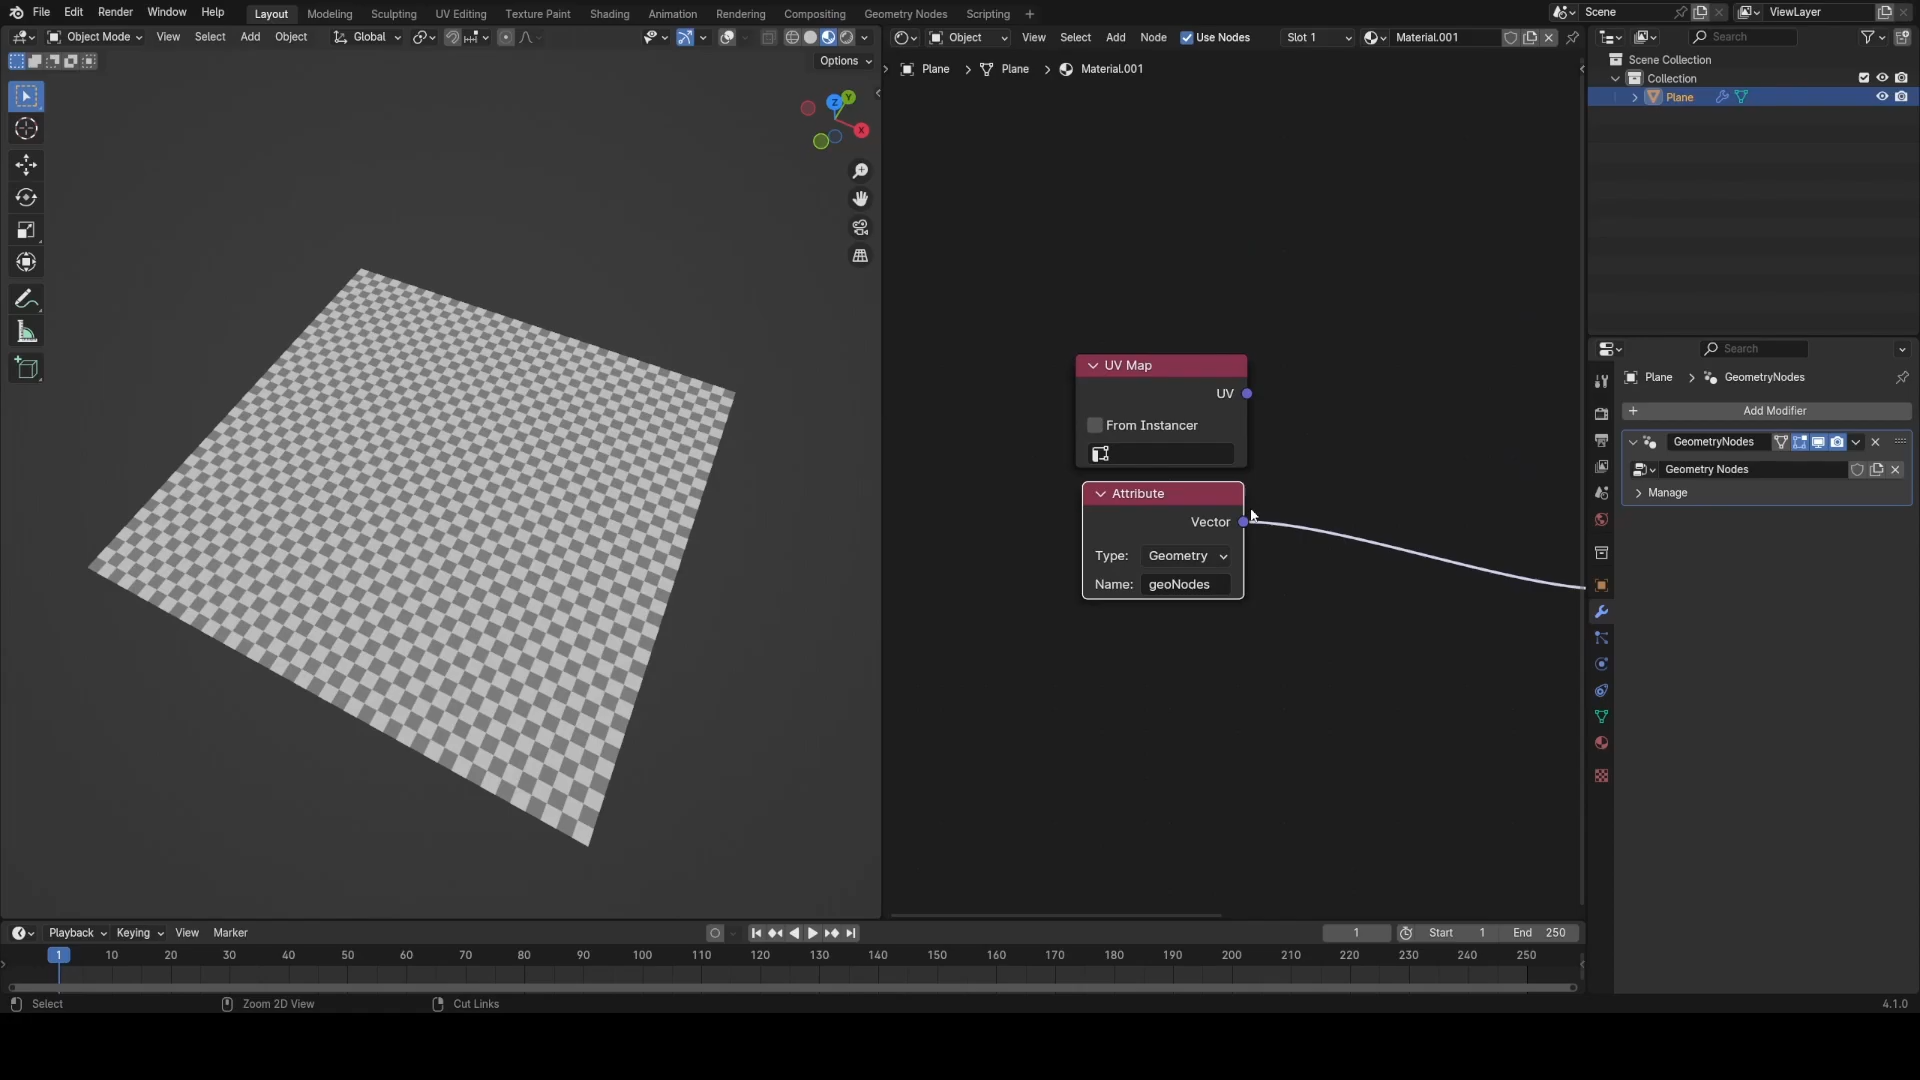 File Edit Render Window Help Layout Modeling Sculpting UV Editing Texture Paint Shading Animation Rendering Compositing Geometry Nodes Scripting + Scene ViewLayer
Object Mode View Select Add Object Global
Object View Select Add Node Use Nodes Slot 1 Material.001
Search
Options
Z Y X
Plane > Plane > Material.001
Scene Collection
Collection
Plane
UV Map
UV
From Instancer
Attribute
Vector
Type: Geometry
Name: geoNodes
Search
Plane > GeometryNodes
+ Add Modifier
GeometryNodes
Geometry Nodes
Manage
Playback Keying View Marker 1 Start 1 End 250
1 10 20 30 40 50 60 70 80 90 100 110 120 130 140 150 160 170 180 190 200 210 220 230 240 250
Select Zoom 2D View Cut Links 4.1.0